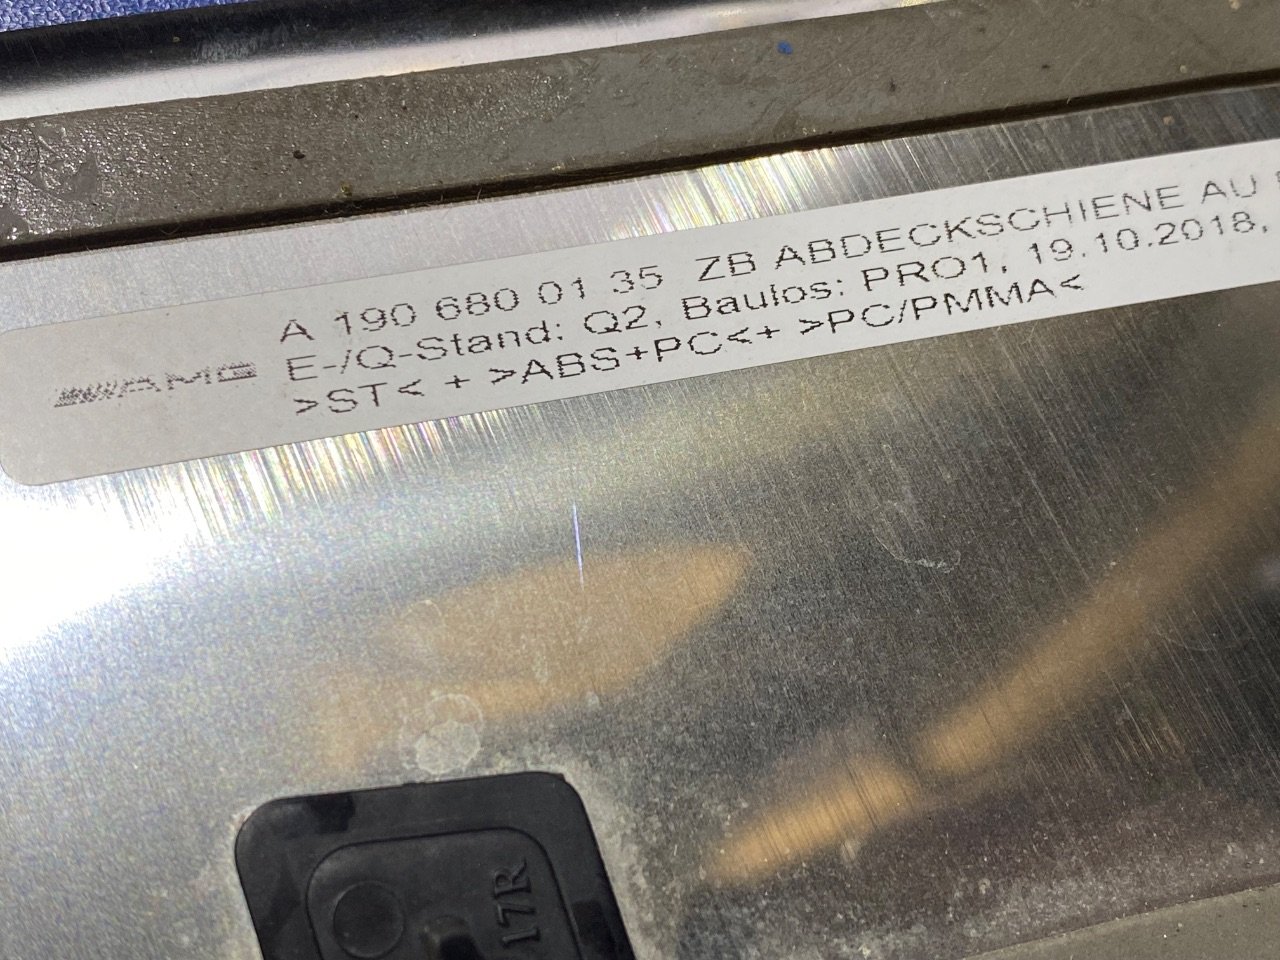 A 190 680 01 35 ZB ABDECKSCHIENE AU
AMG E-/Q-Stand: Q2, Baulos: PRO1, 19.10.2018,
>ST< + >ABS+PC<+ >PC/PMMA<
17R